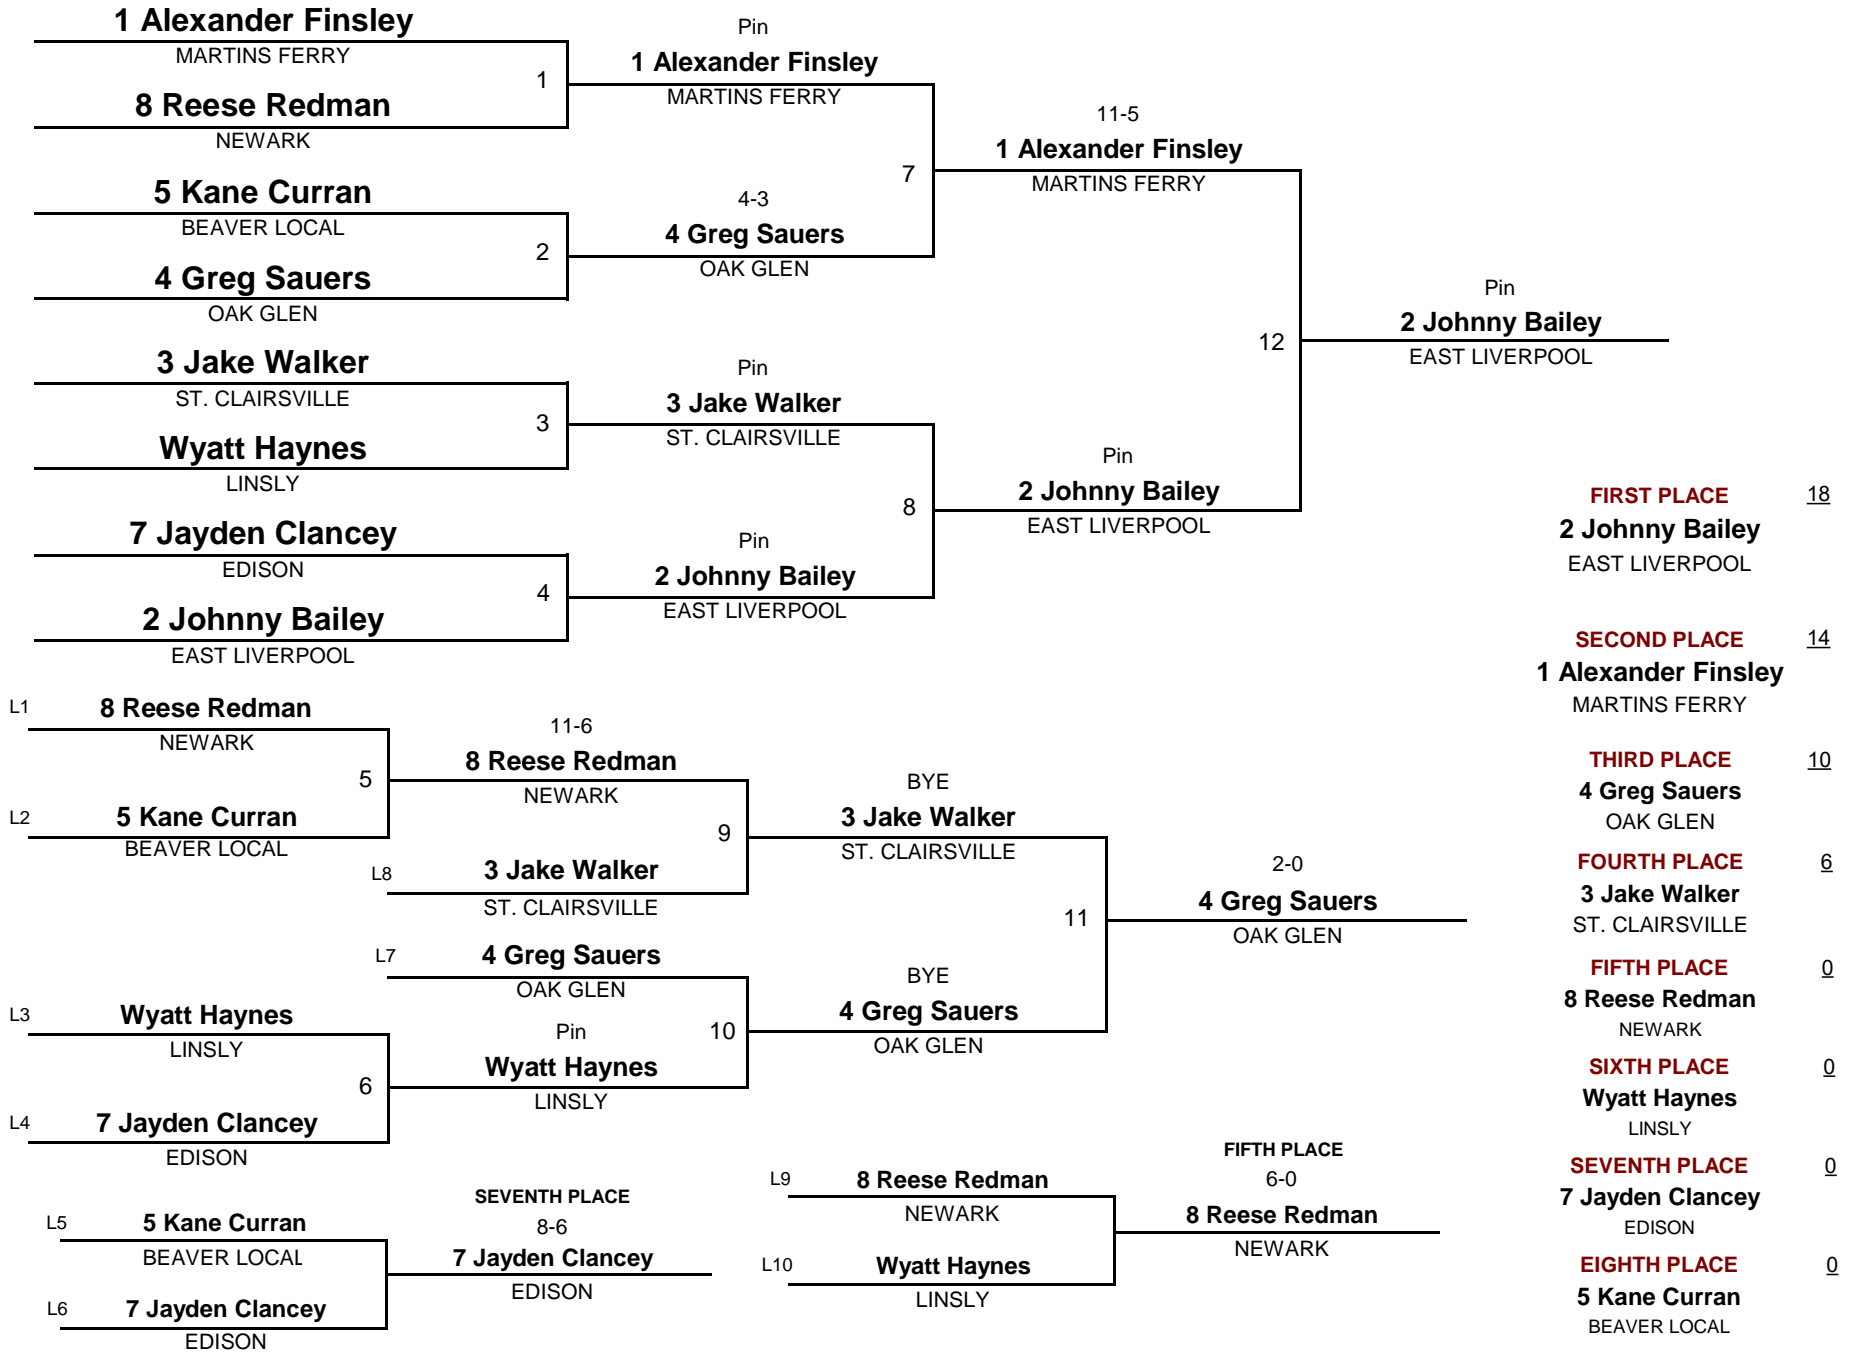 1 Alexander Finsley
MARTINS FERRY
1
8 Reese Redman
NEWARK
5 Kane Curran
BEAVER LOCAL
2
4 Greg Sauers
OAK GLEN
3 Jake Walker
ST. CLAIRSVILLE
3
Wyatt Haynes
LINSLY
7 Jayden Clancey
EDISON
4
2 Johnny Bailey
EAST LIVERPOOL
Pin
1 Alexander Finsley
MARTINS FERRY
7
4-3
4 Greg Sauers
OAK GLEN
Pin
3 Jake Walker
ST. CLAIRSVILLE
8
Pin
2 Johnny Bailey
EAST LIVERPOOL
11-5
1 Alexander Finsley
MARTINS FERRY
12
Pin
2 Johnny Bailey
EAST LIVERPOOL
Pin
2 Johnny Bailey
EAST LIVERPOOL
L1
8 Reese Redman
NEWARK
5
L2
5 Kane Curran
BEAVER LOCAL
11-6
8 Reese Redman
NEWARK
9
L8
3 Jake Walker
ST. CLAIRSVILLE
L7
4 Greg Sauers
OAK GLEN
10
L3
Wyatt Haynes
LINSLY
6
L4
7 Jayden Clancey
EDISON
Pin
Wyatt Haynes
LINSLY
BYE
3 Jake Walker
ST. CLAIRSVILLE
11
BYE
4 Greg Sauers
OAK GLEN
2-0
4 Greg Sauers
OAK GLEN
L5
5 Kane Curran
BEAVER LOCAL
L6
7 Jayden Clancey
EDISON
SEVENTH PLACE
8-6
7 Jayden Clancey
EDISON
L9
8 Reese Redman
NEWARK
L10
Wyatt Haynes
LINSLY
FIFTH PLACE
6-0
8 Reese Redman
NEWARK
FIRST PLACE 18
2 Johnny Bailey
EAST LIVERPOOL
SECOND PLACE 14
1 Alexander Finsley
MARTINS FERRY
THIRD PLACE 10
4 Greg Sauers
OAK GLEN
FOURTH PLACE 6
3 Jake Walker
ST. CLAIRSVILLE
FIFTH PLACE 0
8 Reese Redman
NEWARK
SIXTH PLACE 0
Wyatt Haynes
LINSLY
SEVENTH PLACE 0
7 Jayden Clancey
EDISON
EIGHTH PLACE 0
5 Kane Curran
BEAVER LOCAL